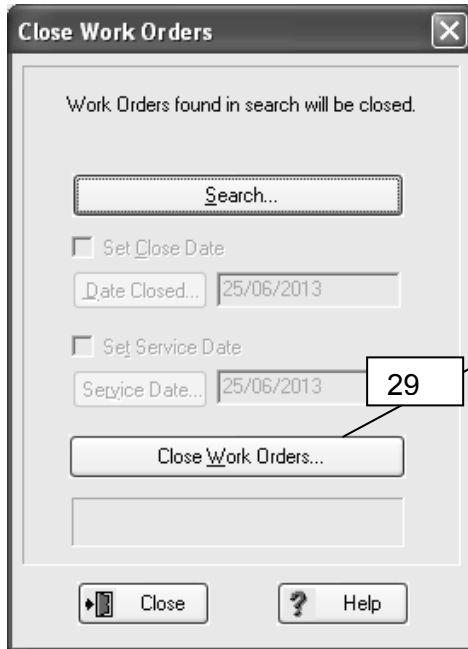 Close Work Orders
Work Orders found in search will be closed.
Search...
Set Close Date
Date Closed... 25/06/2013
Set Service Date
Service Date... 25/06/2013
29
Close Work Orders...
Close Help